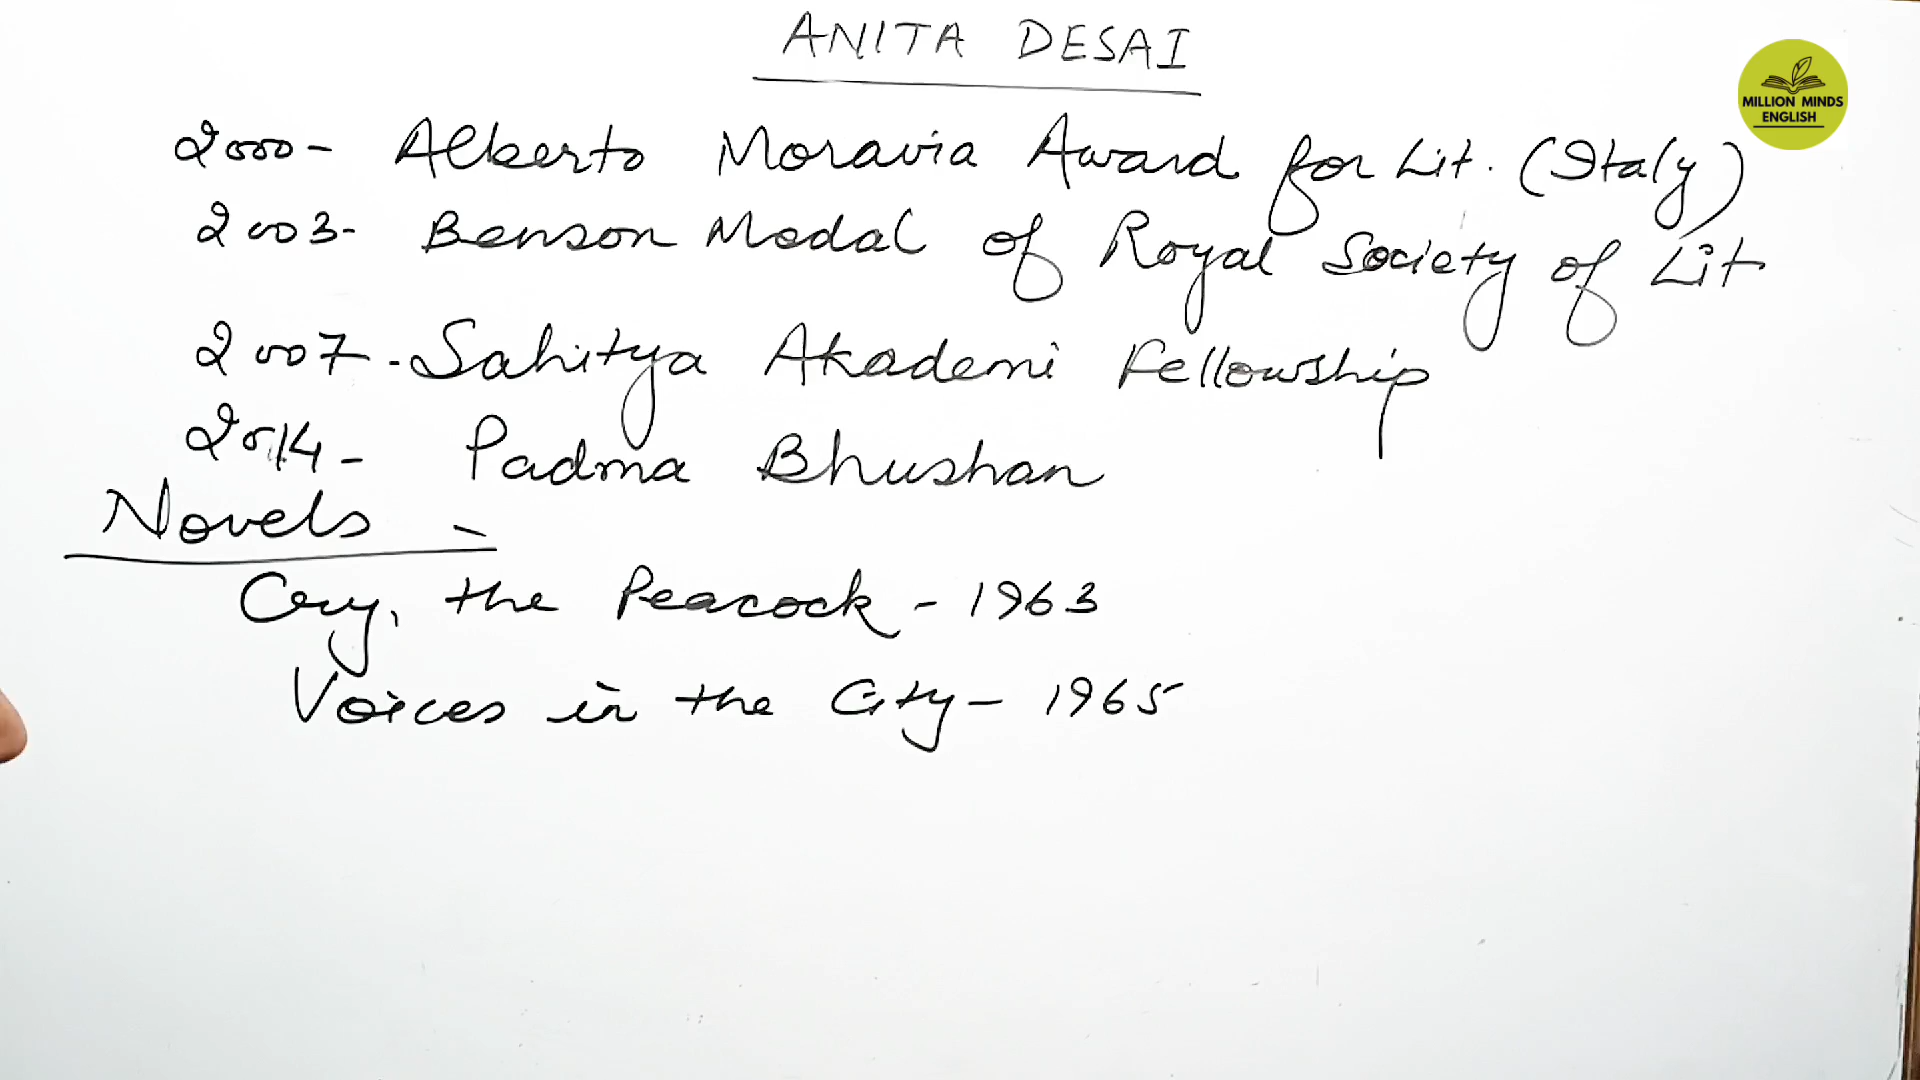 ANITA DESAI
MILLION MINDS
ENGLISH
2000- Alberto Moravia Award for Lit. (Italy)
2003- Benson Medal of Royal Society of Lit
2007-Sahitya Akademi Fellowship
2014- Padma Bhushan
Novels -
Cry, the Peacock - 1963
Voices in the City - 1965